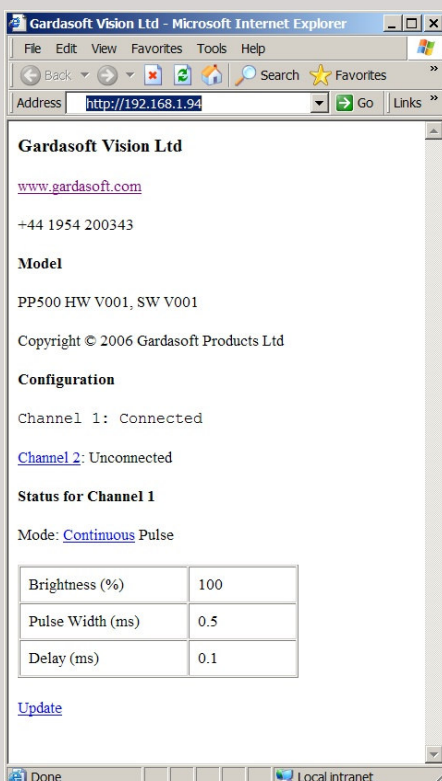 Gardasoft Vision Ltd - Microsoft Internet Explorer
File Edit View Favorites Tools Help
Back Search Favorites »
Address http://192.168.1.94 Go Links »
Gardasoft Vision Ltd
www.gardasoft.com
+44 1954 200343
Model
PP500 HW V001, SW V001
Copyright © 2006 Gardasoft Products Ltd
Configuration
Channel 1: Connected
Channel 2: Unconnected
Status for Channel 1
Mode: Continuous Pulse
Brightness (%) 100
Pulse Width (ms) 0.5
Delay (ms) 0.1
Update
Done Local intranet